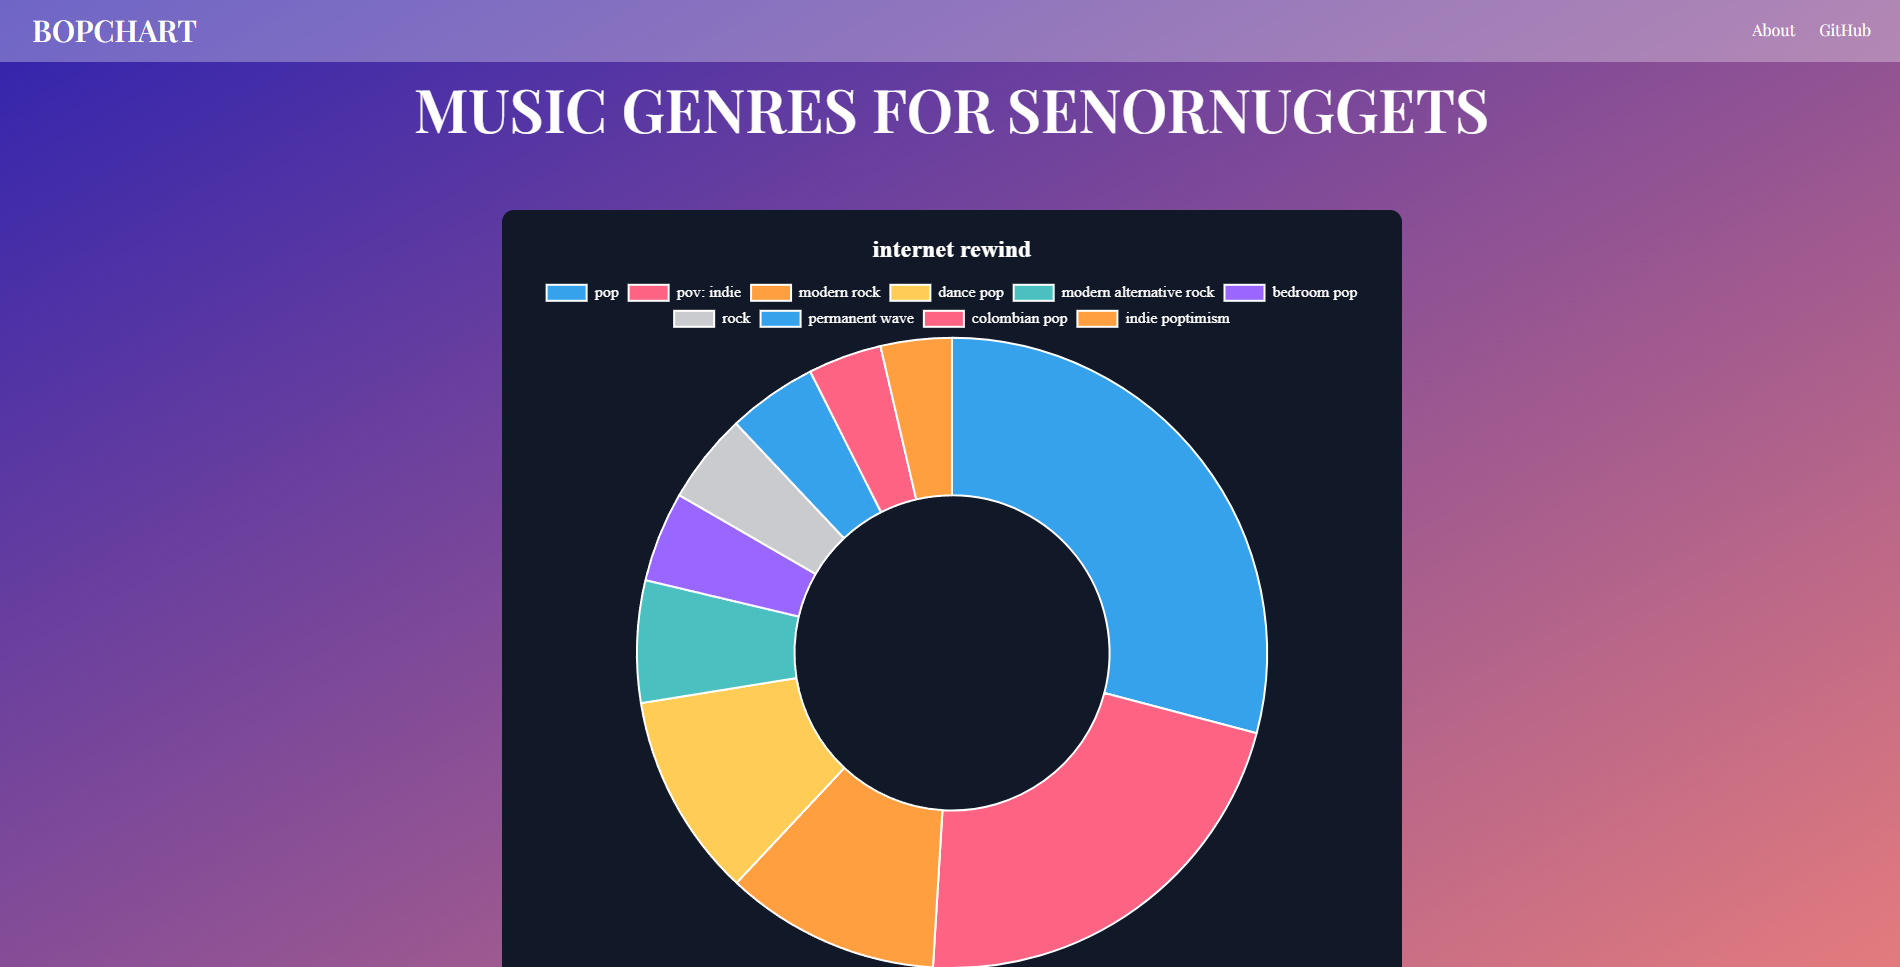 BOPCHART About GitHub
MUSIC GENRES FOR SENORNUGGETS
internet rewind
pop pov: indie modern rock dance pop modern alternative rock bedroom pop
rock permanent wave colombian pop indie poptimism